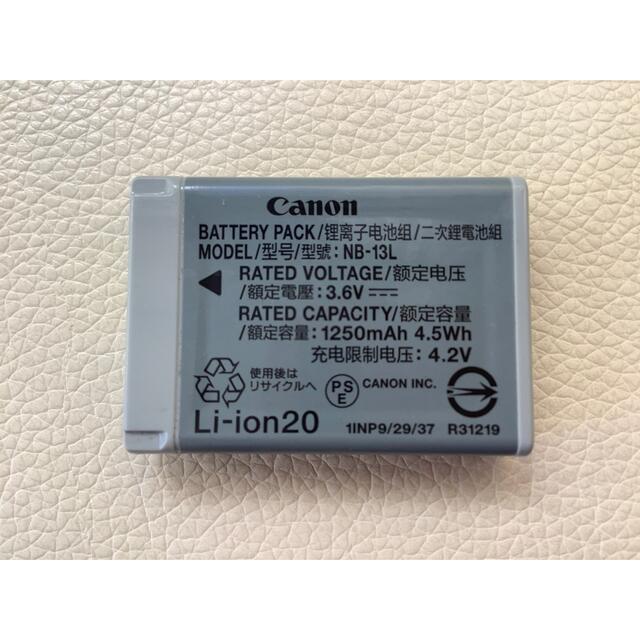 Canon
BATTERY PACK/锂离子电池组/二次鋰電池組
MODEL/型号/型號: NB-13L
RATED VOLTAGE/额定电压
/額定電壓: 3.6V
RATED CAPACITY/额定容量
/額定容量: 1250mAh 4.5Wh
充电限制电压: 4.2V
使用後は
リサイクルへ
PS
E
CANON INC.
Li-ion20
1INP9/29/37 R31219